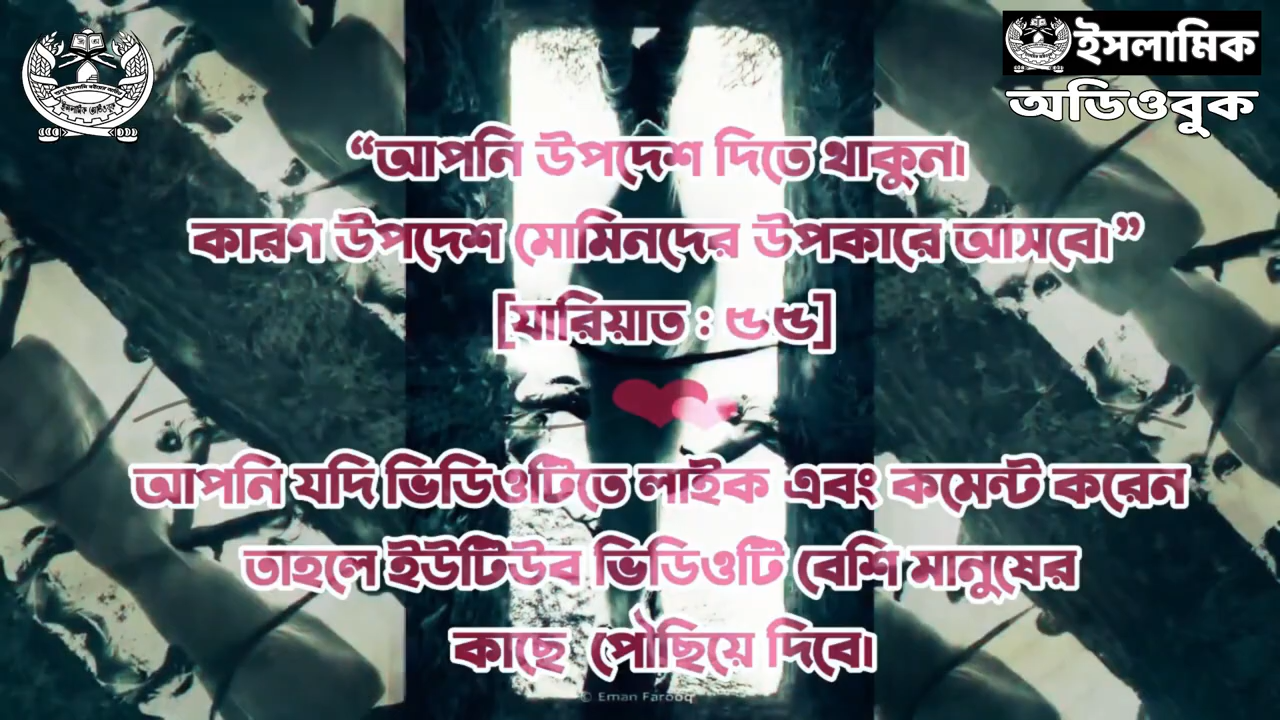 ইসলামিক
অডিওবুক
“আপনি উপদেশ দিতে থাকুন।
কারণ উপদেশ মোমিনদের উপকারে আসবে।”
[যারিয়াত : ৫৫]
আপনি যদি ভিডিওটিতে লাইক এবং কমেন্ট করেন
তাহলে ইউটিউব ভিডিওটি বেশি মানুষের
কাছে পৌছিয়ে দিবে।
© Eman Farooq